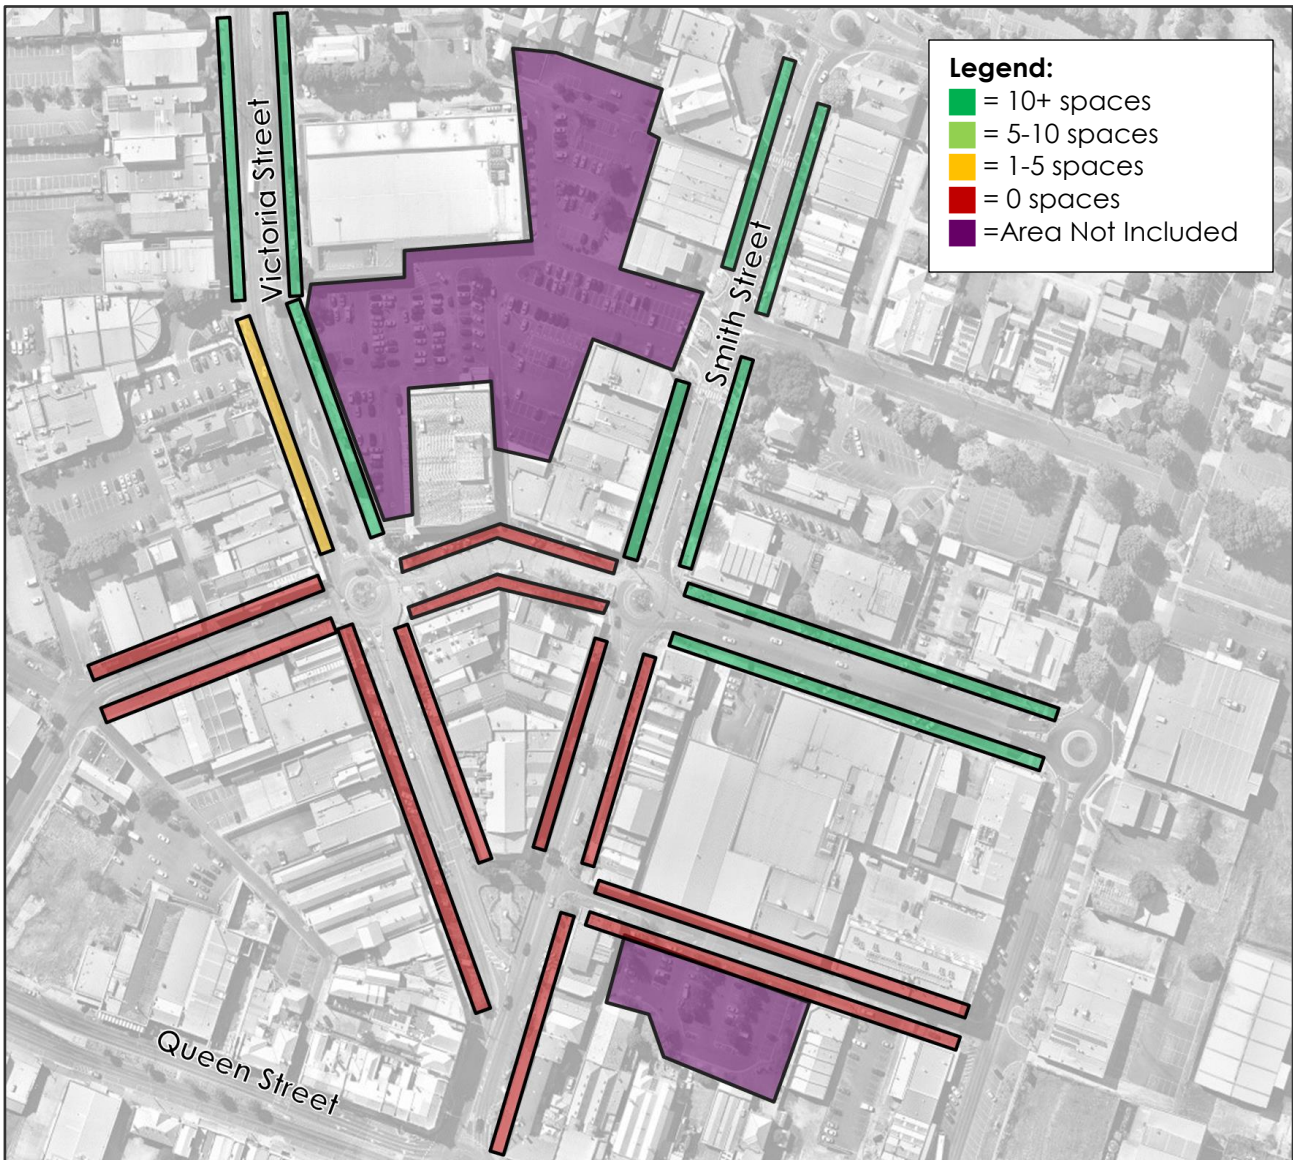 Legend:
= 10+ spaces
= 5-10 spaces
= 1-5 spaces
= 0 spaces
=Area Not Included
Victoria Street
Smith Street
Queen Street